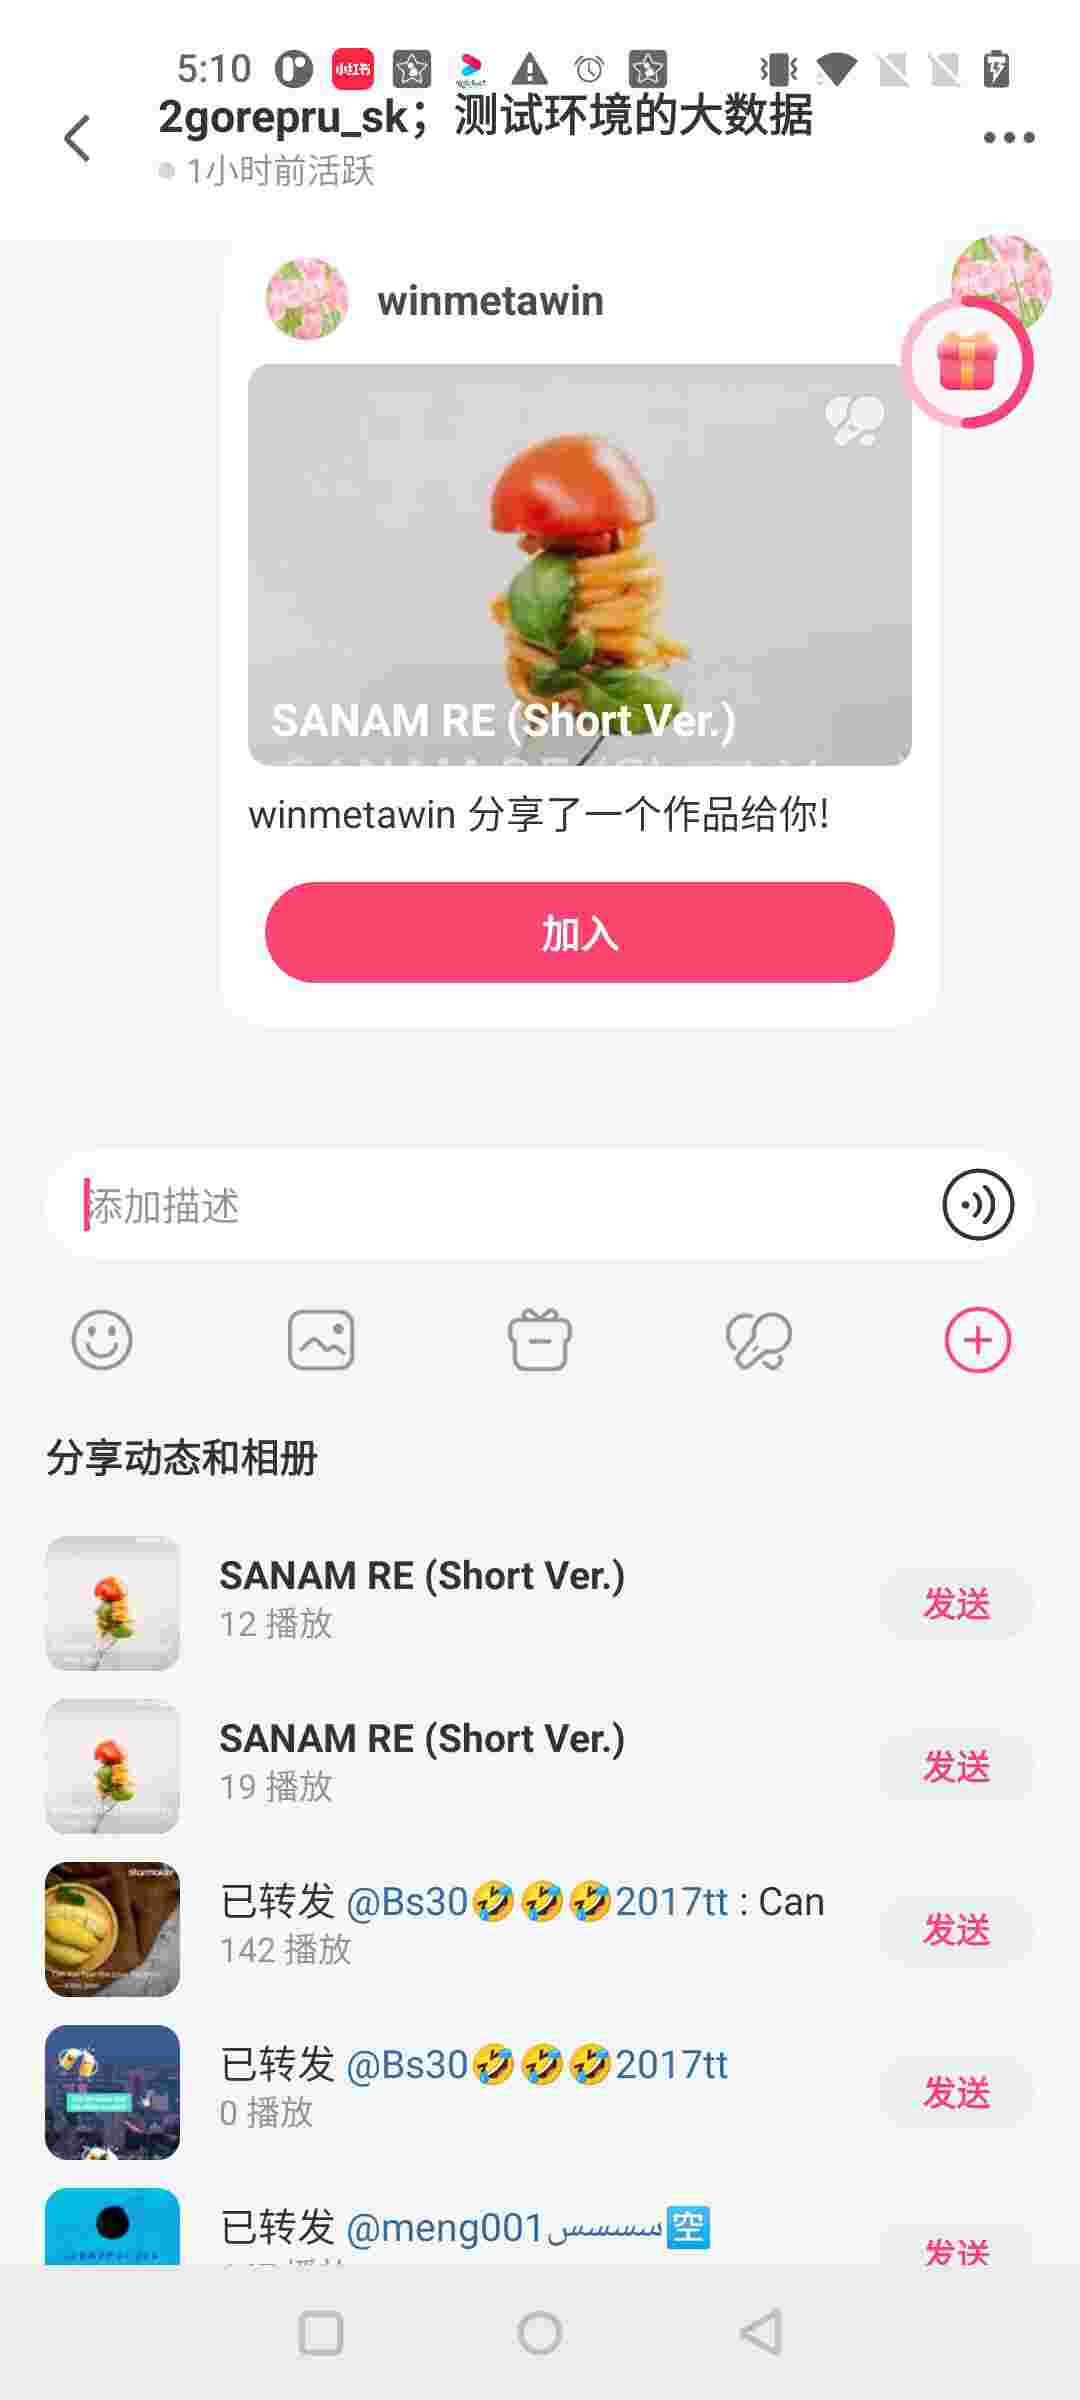 5:10
小红书
2gorepru_sk；测试环境的大数据
1小时前活跃
winmetawin
SANAM RE (Short Ver.)
winmetawin 分享了一个作品给你!
加入
添加描述
分享动态和相册
SANAM RE (Short Ver.)
12 播放
发送
SANAM RE (Short Ver.)
19 播放
发送
已转发 @Bs30🤣🤣🤣2017tt : Can
142 播放
发送
已转发 @Bs30🤣🤣🤣2017tt
0 播放
发送
已转发 @meng001سسسس🈳
发送